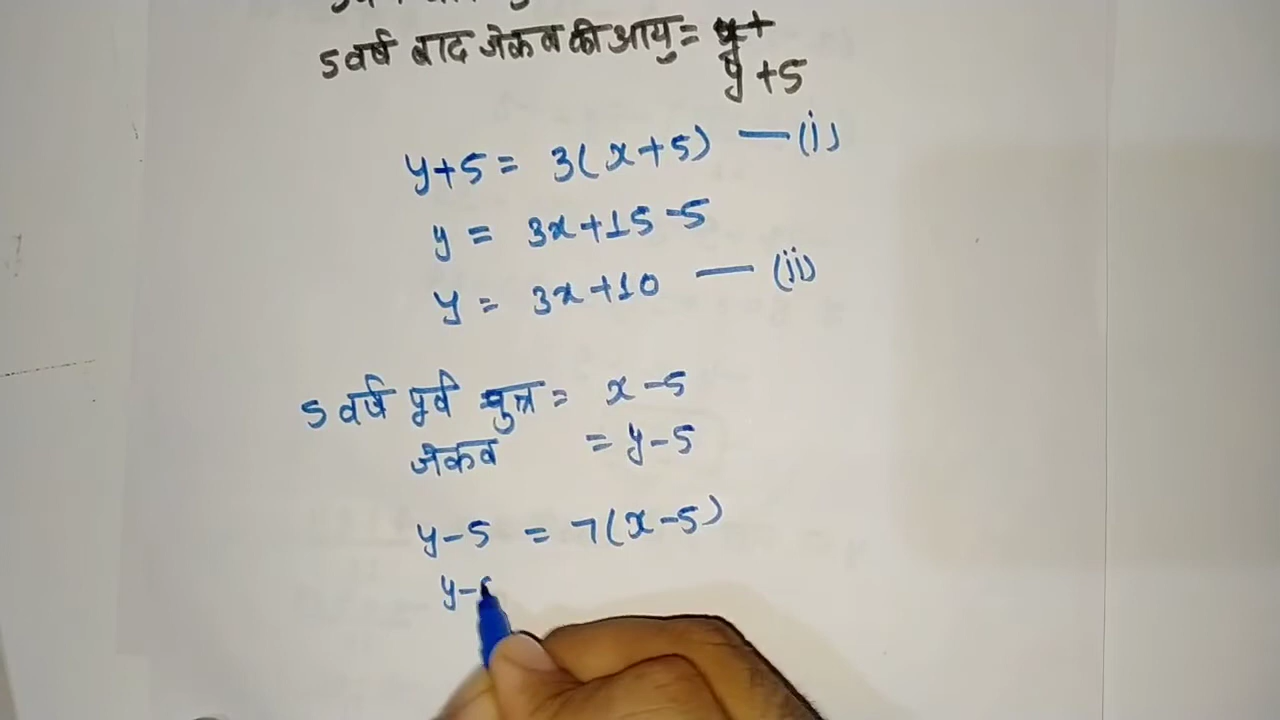 5 वर्ष बाद जेकब की आयु =
y + 5
y+5 = 3(x+5) — (i)
y = 3x+15-5
y = 3x+10 — (ii)
5 वर्ष पूर्व पुत्र = x-5
जेकब = y-5
y-5 = 7(x-5)
y-